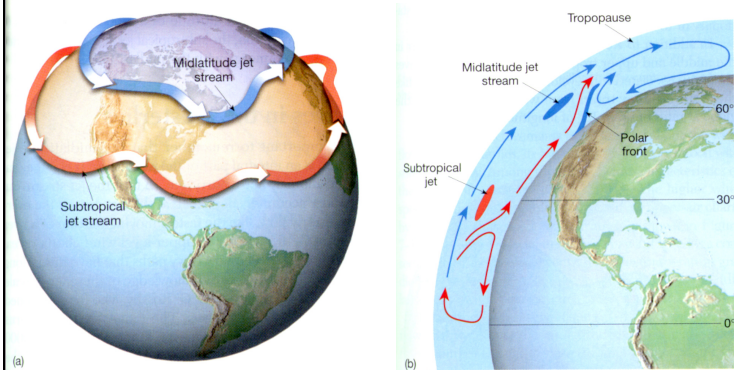 Midlatitude jet
stream
Subtropical
jet stream
(a)
Tropopause
Midlatitude jet
stream
60°
Polar
front
Subtropical
jet
30°
0°
(b)